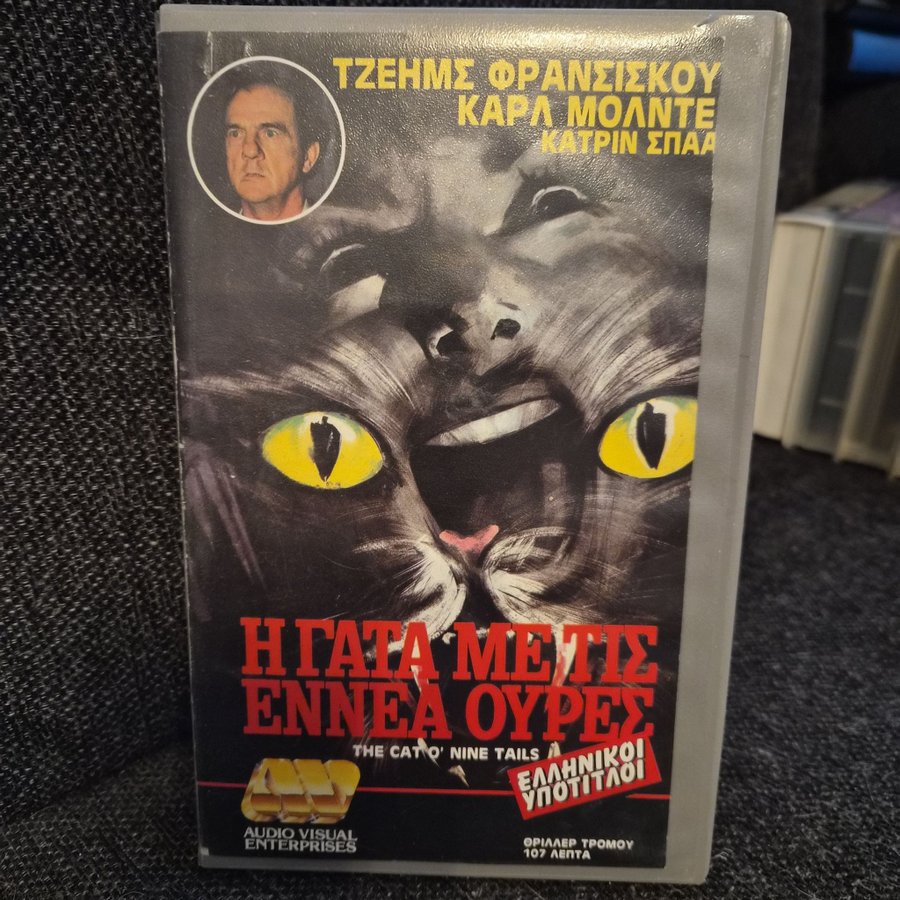 ΤΖΕΗΜΣ ΦΡΑΝΣΙΣΚΟΥ
ΚΑΡΛ ΜΟΛΝΤΕ
ΚΑΤΡΙΝ ΣΠΑΑ
Η ΓΑΤΑ ΜΕ ΤΙΣ
ΕΝΝΕΑ ΟΥΡΕΣ
THE CAT O' NINE TAILS
ΕΛΛΗΝΙΚΟΙ
ΥΠΟΤΙΤΛΟΙ
AUDIO VISUAL
ENTERPRISES
ΘΡΙΛΛΕΡ ΤΡΟΜΟΥ
107 ΛΕΠΤΑ